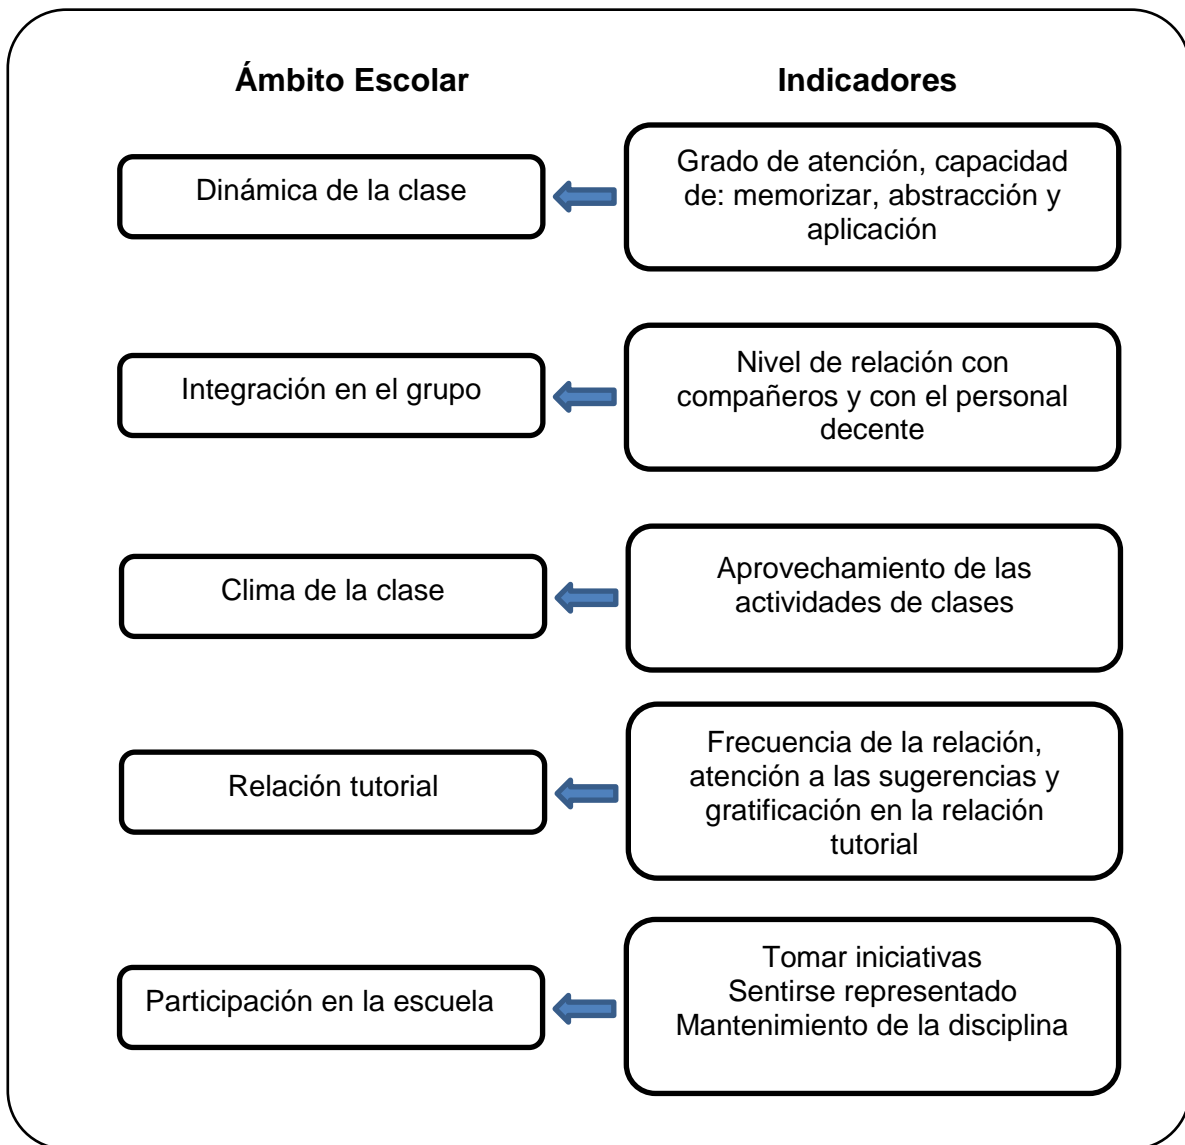 Ámbito Escolar
Indicadores
Dinámica de la clase
Grado de atención, capacidad
de: memorizar, abstracción y
aplicación
Integración en el grupo
Nivel de relación con
compañeros y con el personal
decente
Clima de la clase
Aprovechamiento de las
actividades de clases
Relación tutorial
Frecuencia de la relación,
atención a las sugerencias y
gratificación en la relación
tutorial
Participación en la escuela
Tomar iniciativas
Sentirse representado
Mantenimiento de la disciplina